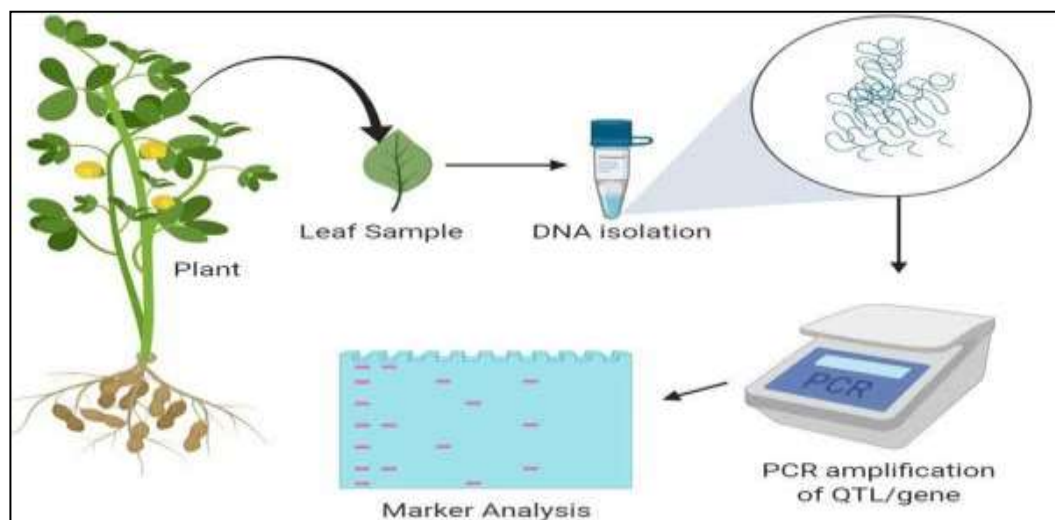 Plant
Leaf Sample
DNA isolation
PCR
PCR amplification
of QTL/gene
Marker Analysis